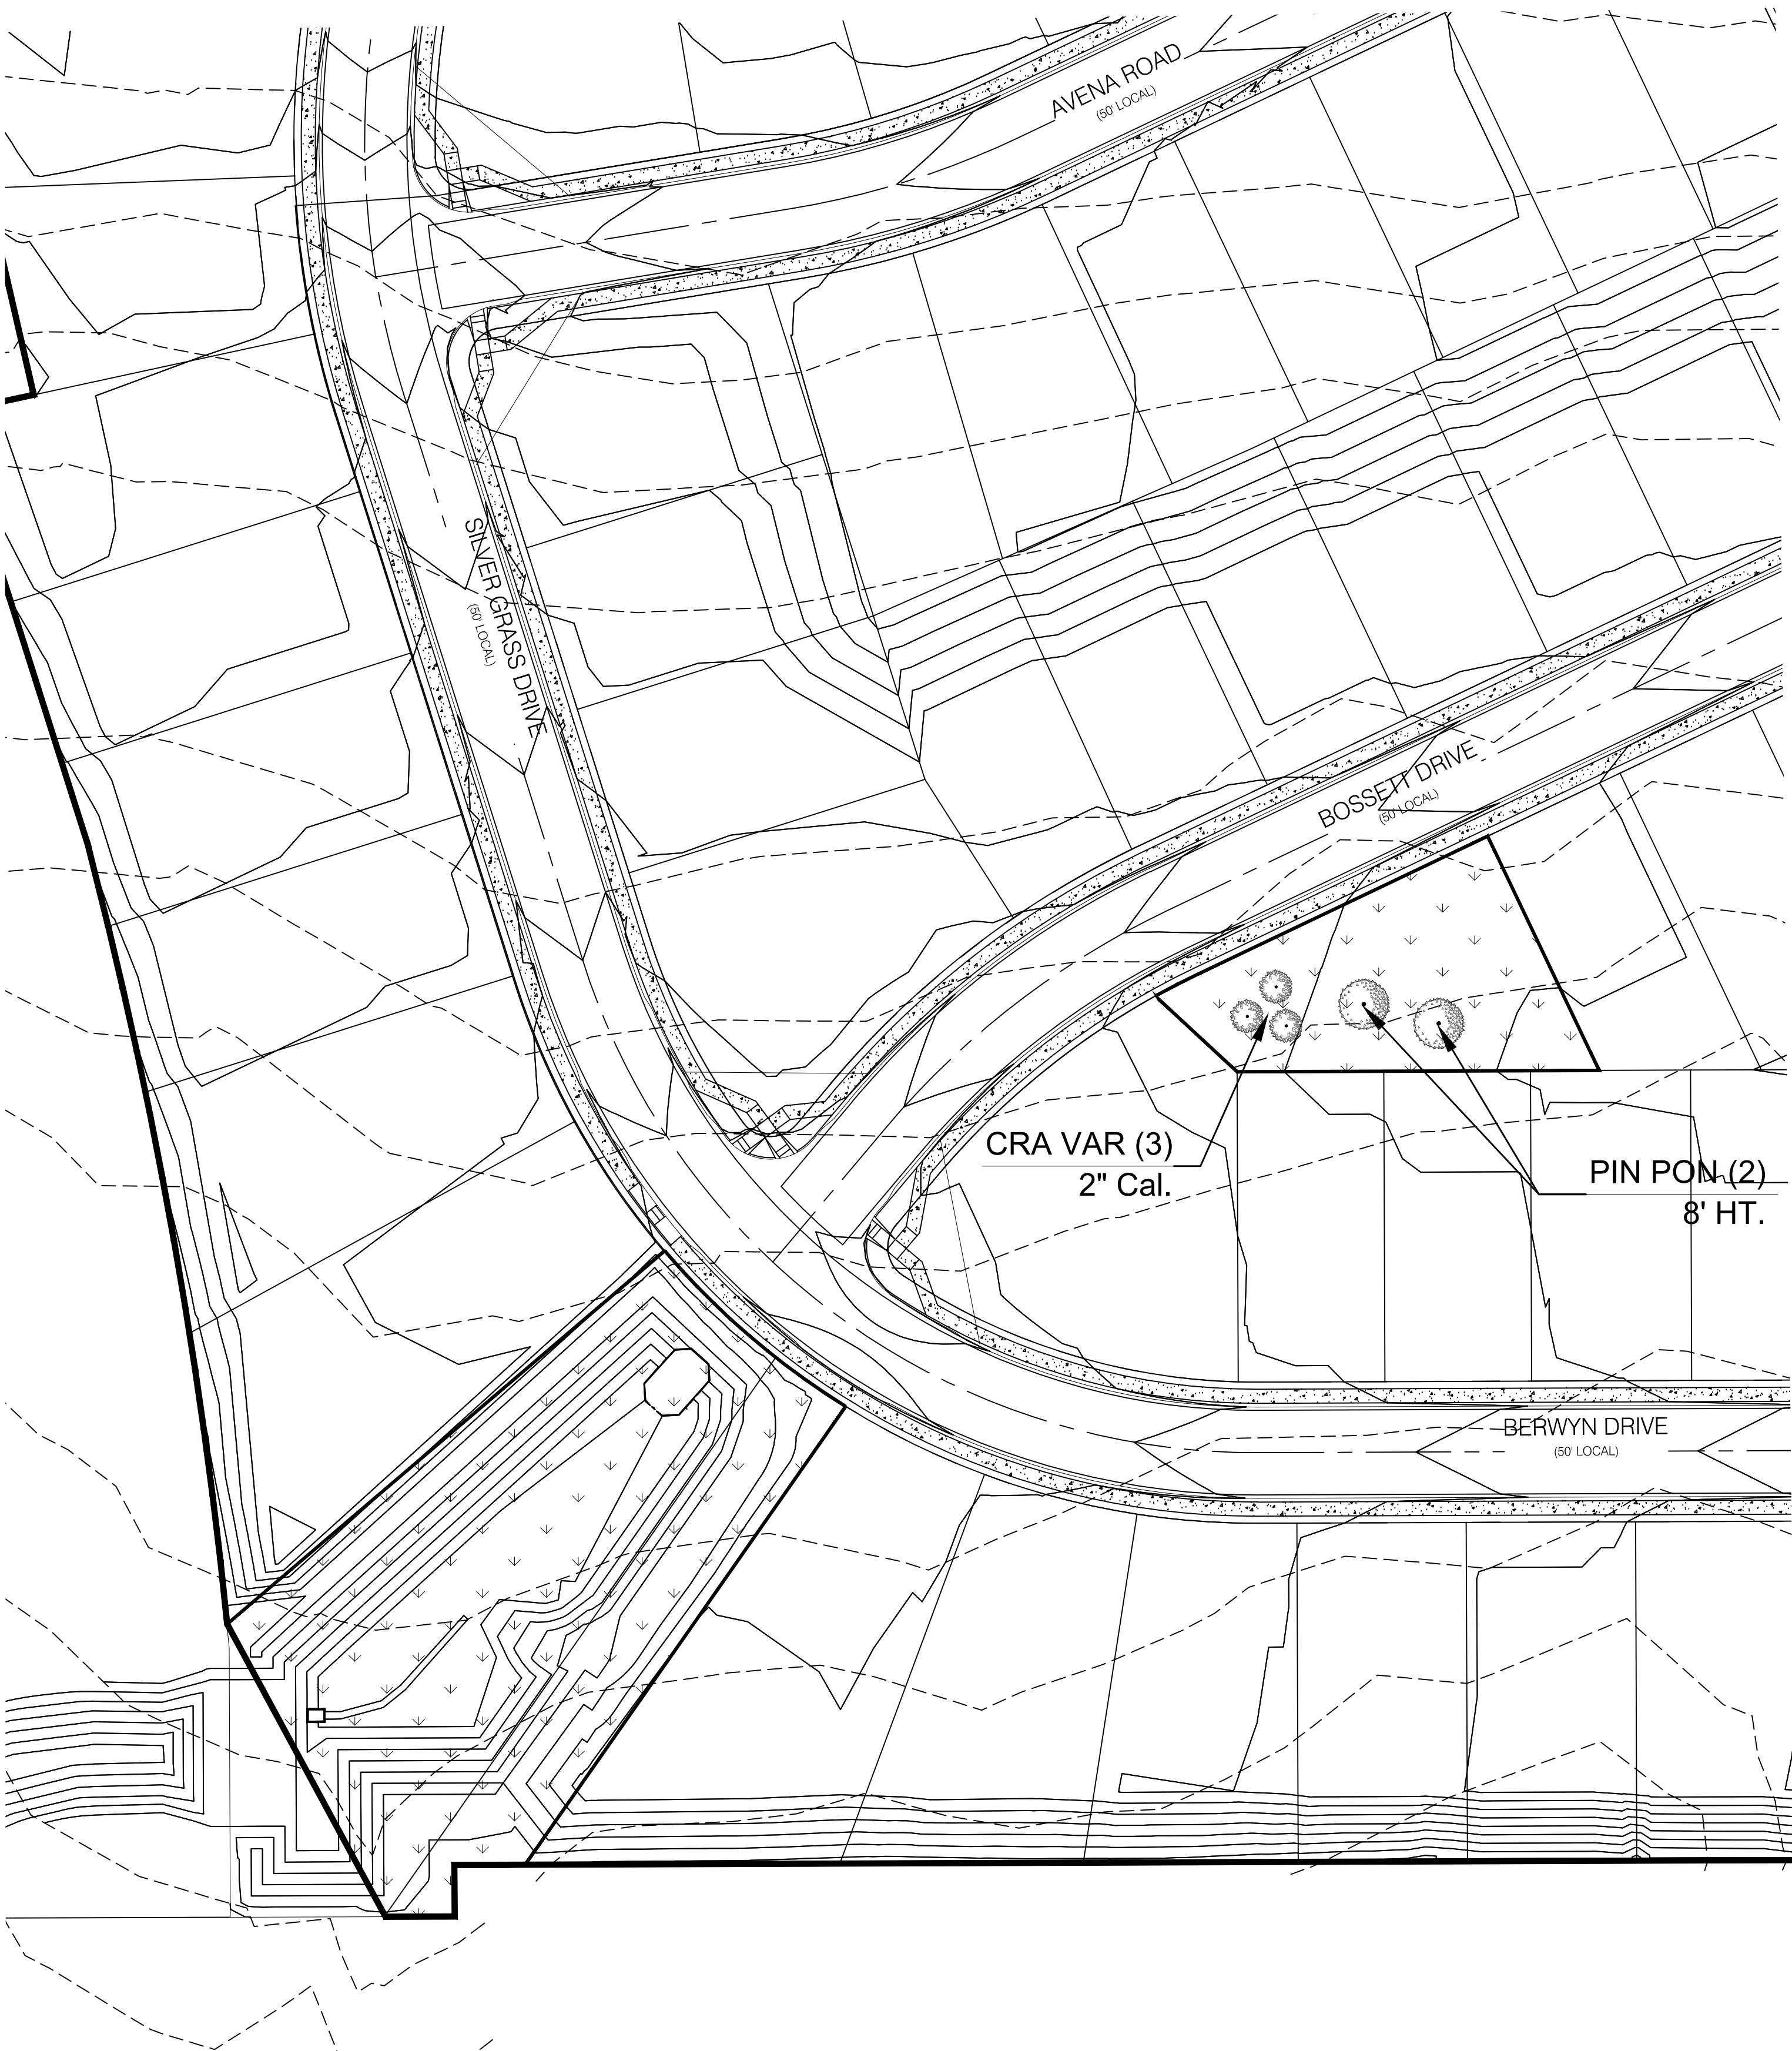 AVENA ROAD
(50' LOCAL)
SILVER GRASS DRIVE
(50' LOCAL)
BOSSETT DRIVE
(50' LOCAL)
CRA VAR (3)
2" Cal.
PIN PON (2)
8' HT.
BERWYN DRIVE
(50' LOCAL)